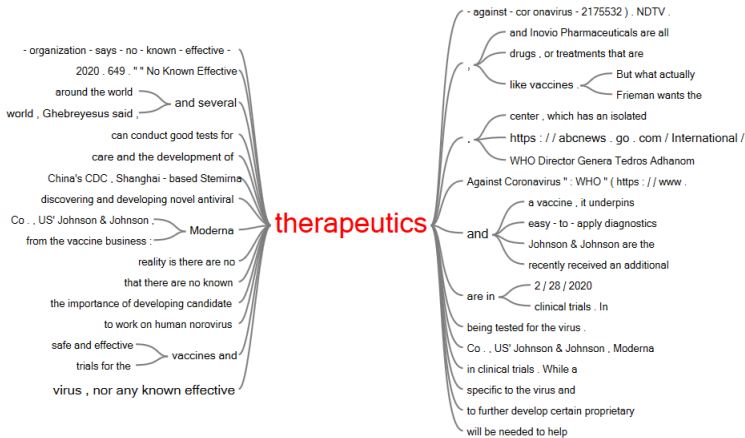 - organization - says - no - known - effective -
2020 . 649 . " " No Known Effective
around the world
and several
world , Ghebreyesus said ,
can conduct good tests for
care and the development of
China's CDC , Shanghai - based Stemirna
discovering and developing novel antiviral
Co . , US' Johnson & Johnson ,
Moderna
from the vaccine business :
reality is there are no
that there are no known
the importance of developing candidate
to work on human norovirus
safe and effective
vaccines and
trials for the
virus , nor any known effective
therapeutics
- against - cor onavirus - 2175532 ) . NDTV .
and Inovio Pharmaceuticals are all
,
drugs , or treatments that are
like vaccines .
But what actually
Frieman wants the
center , which has an isolated
,
https : / / abcnews . go . com / International /
WHO Director Genera Tedros Adhanom
Against Coronavirus " : WHO " ( https : / / www .
a vaccine , it underpins
easy - to - apply diagnostics
and
Johnson & Johnson are the
recently received an additional
2 / 28 / 2020
are in
clinical trials . In
being tested for the virus .
Co . , US' Johnson & Johnson , Moderna
in clinical trials . While a
specific to the virus and
to further develop certain proprietary
will be needed to help